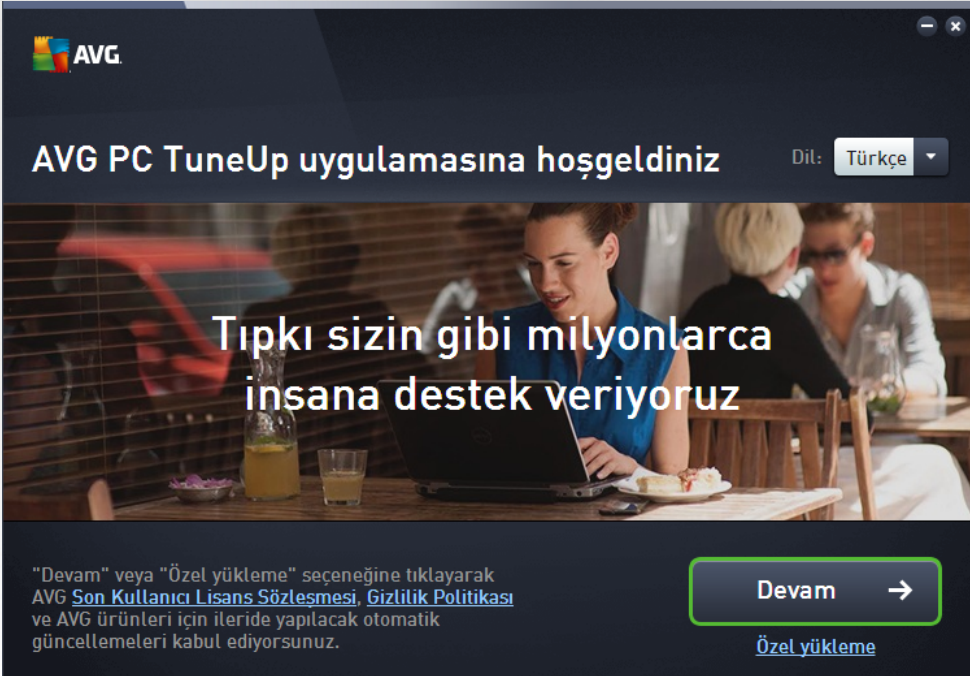 AVG.
AVG PC TuneUp uygulamasına hoşgeldiniz
Dil: Türkçe
Tıpkı sizin gibi milyonlarca
insana destek veriyoruz
"Devam" veya "Özel yükleme" seçeneğine tıklayarak
AVG Son Kullanıcı Lisans Sözleşmesi, Gizlilik Politikası
ve AVG ürünleri için ileride yapılacak otomatik
güncellemeleri kabul ediyorsunuz.
Devam
Özel yükleme